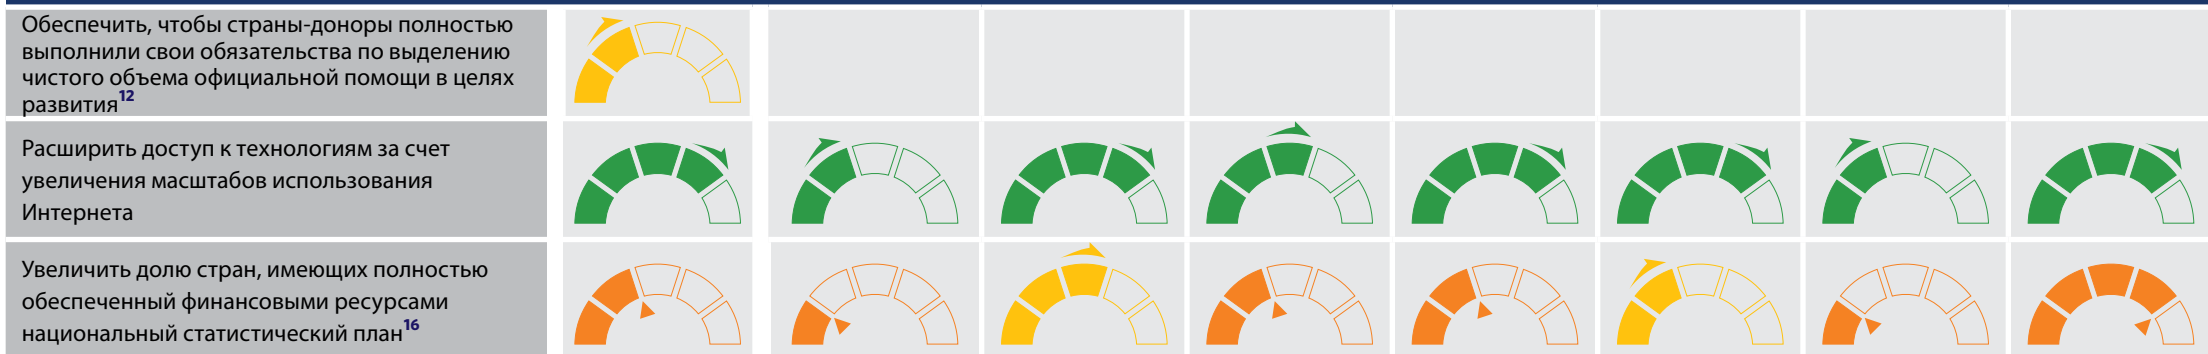 Обеспечить, чтобы страны-доноры полностью
выполнили свои обязательства по выделению
чистого объема официальной помощи в целях
развития12
Расширить доступ к технологиям за счет
увеличения масштабов использования
Интернета
Увеличить долю стран, имеющих полностью
обеспеченный финансовыми ресурсами
национальный статистический план16